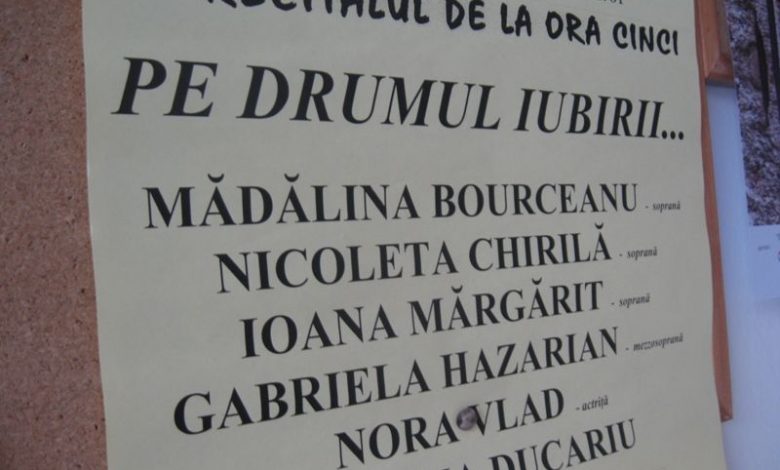 RECITALUL DE LA ORA CINCI
PE DRUMUL IUBIRII...
MĂDĂLINA BOURCEANU - soprană
NICOLETA CHIRILĂ - soprană
IOANA MĂRGĂRIT - soprană
GABRIELA HAZARIAN - mezzosoprană
NORA VLAD - actriță
DUCARIU